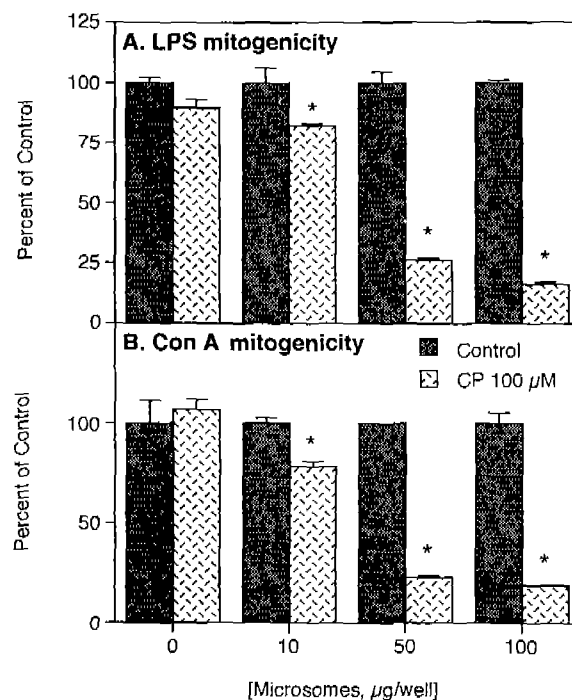 125
A. LPS mitogenicity
100
*
75
50
*
25
*
0
Percent of Control
B. Con A mitogenicity
Control
CP 100 µM
100
*
50
*
*
0
Percent of Control
0 10 50 100
[Microsomes, µg/well]